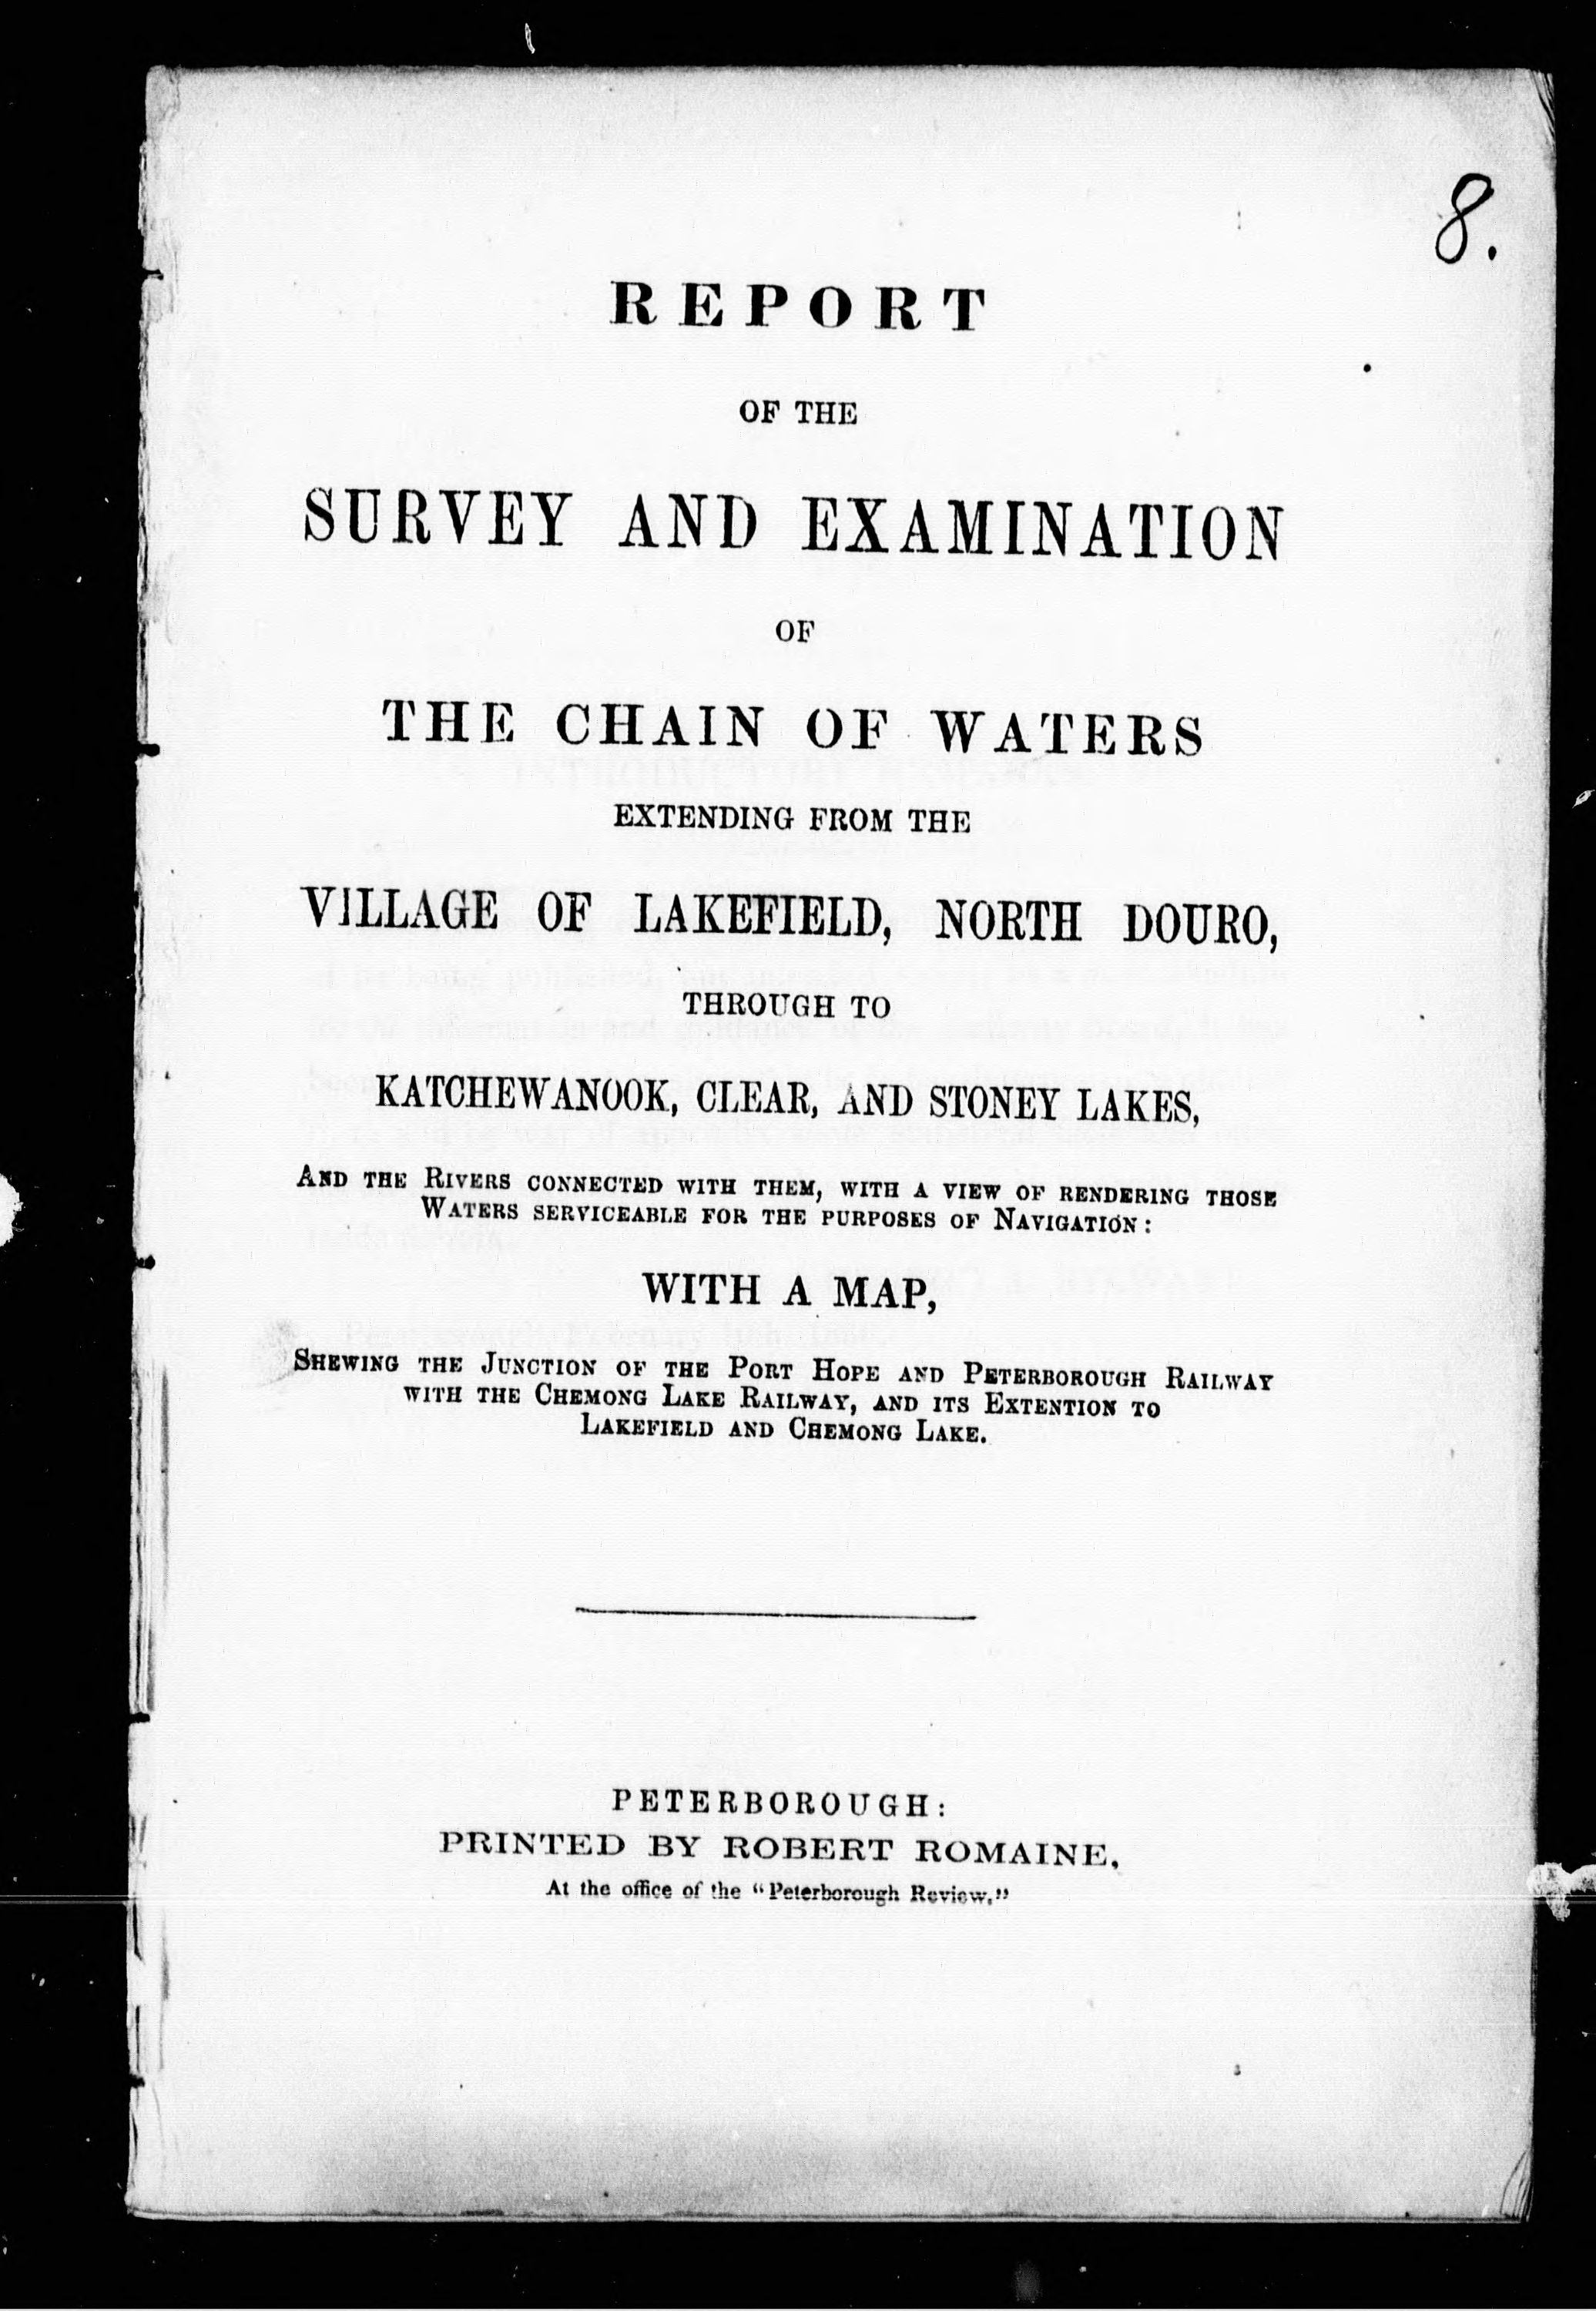 8.
REPORT
OF THE
SURVEY AND EXAMINATION
OF
THE CHAIN OF WATERS
EXTENDING FROM THE
VILLAGE OF LAKEFIELD, NORTH DOURO,
THROUGH TO
KATCHEWANOOK, CLEAR, AND STONEY LAKES,
AND THE RIVERS CONNECTED WITH THEM, WITH A VIEW OF RENDERING THOSE
WATERS SERVICEABLE FOR THE PURPOSES OF NAVIGATION:
WITH A MAP,
SHEWING THE JUNCTION OF THE PORT HOPE AND PETERBOROUGH RAILWAY
WITH THE CHEMONG LAKE RAILWAY, AND ITS EXTENTION TO
LAKEFIELD AND CHEMONG LAKE.
PETERBOROUGH:
PRINTED BY ROBERT ROMAINE,
At the office of the "Peterborough Review."